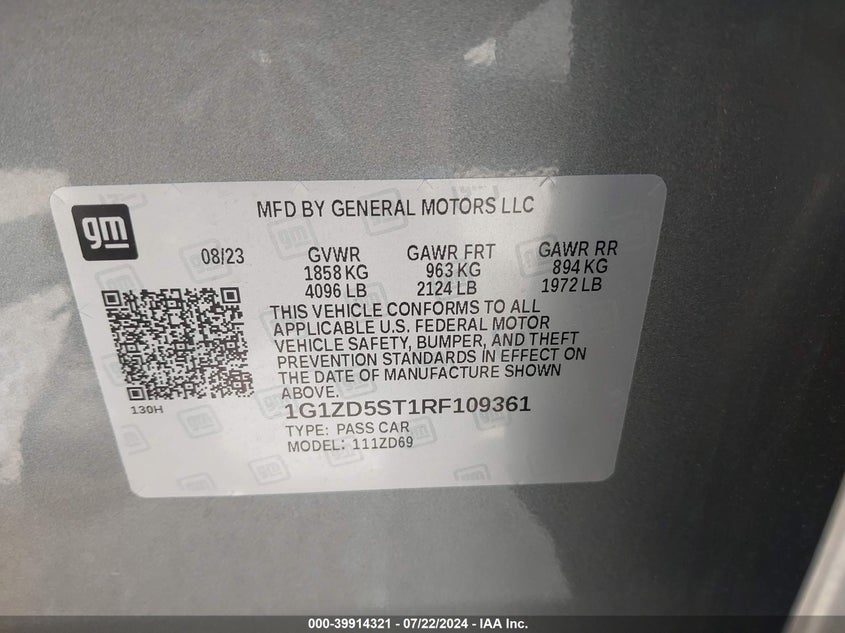 gm
MFD BY GENERAL MOTORS LLC
08/23
GVWR GAWR FRT GAWR RR
1858 KG 963 KG 894 KG
4096 LB 2124 LB 1972 LB
THIS VEHICLE CONFORMS TO ALL
APPLICABLE U.S. FEDERAL MOTOR
VEHICLE SAFETY, BUMPER, AND THEFT
PREVENTION STANDARDS IN EFFECT ON
THE DATE OF MANUFACTURE SHOWN
ABOVE.
130H
1G1ZD5ST1RF109361
TYPE: PASS CAR
MODEL: 111ZD69
000-39914321 - 07/22/2024 - IAA Inc.